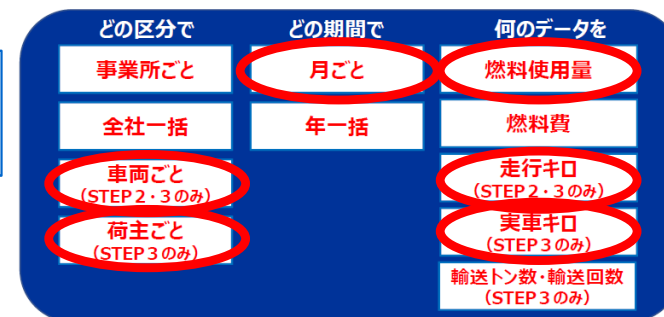 どの区分で
どの期間で
何のデータを
事業所ごと
月ごと
燃料使用量
全社一括
年一括
燃料費
車両ごと
(STEP2・3のみ)
走行キロ
(STEP2・3のみ)
荷主ごと
(STEP3のみ)
実車キロ
(STEP3のみ)
輸送トン数・輸送回数
(STEP3のみ)